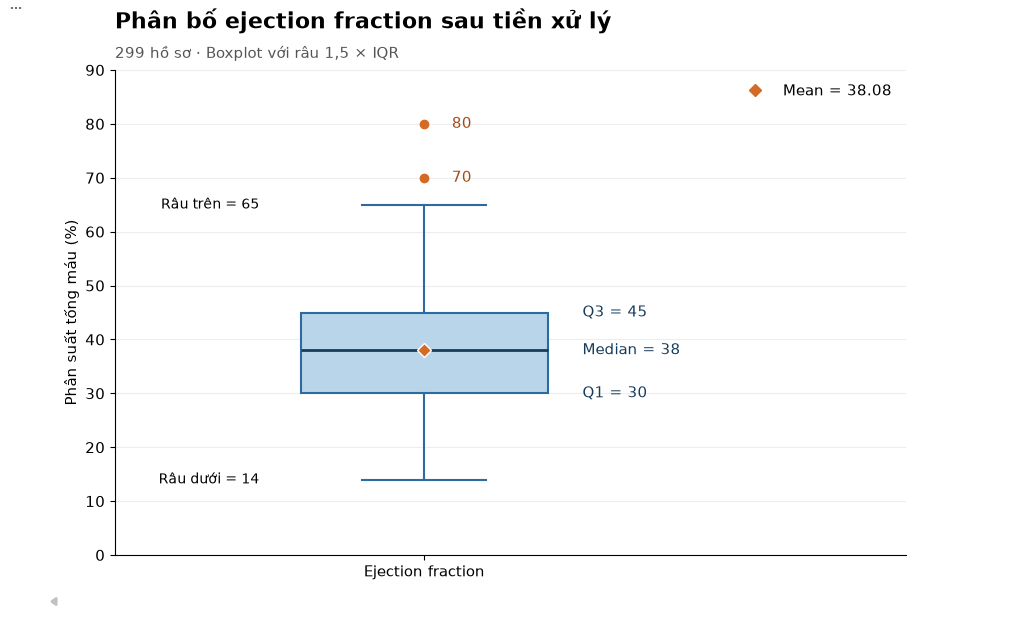 ...
Phân bố ejection fraction sau tiền xử lý
299 hồ sơ · Boxplot với râu 1,5 × IQR
Mean = 38.08
Phân suất tống máu (%)
90
80
70
60
50
40
30
20
10
0
80
70
Râu trên = 65
Q3 = 45
Median = 38
Q1 = 30
Râu dưới = 14
Ejection fraction